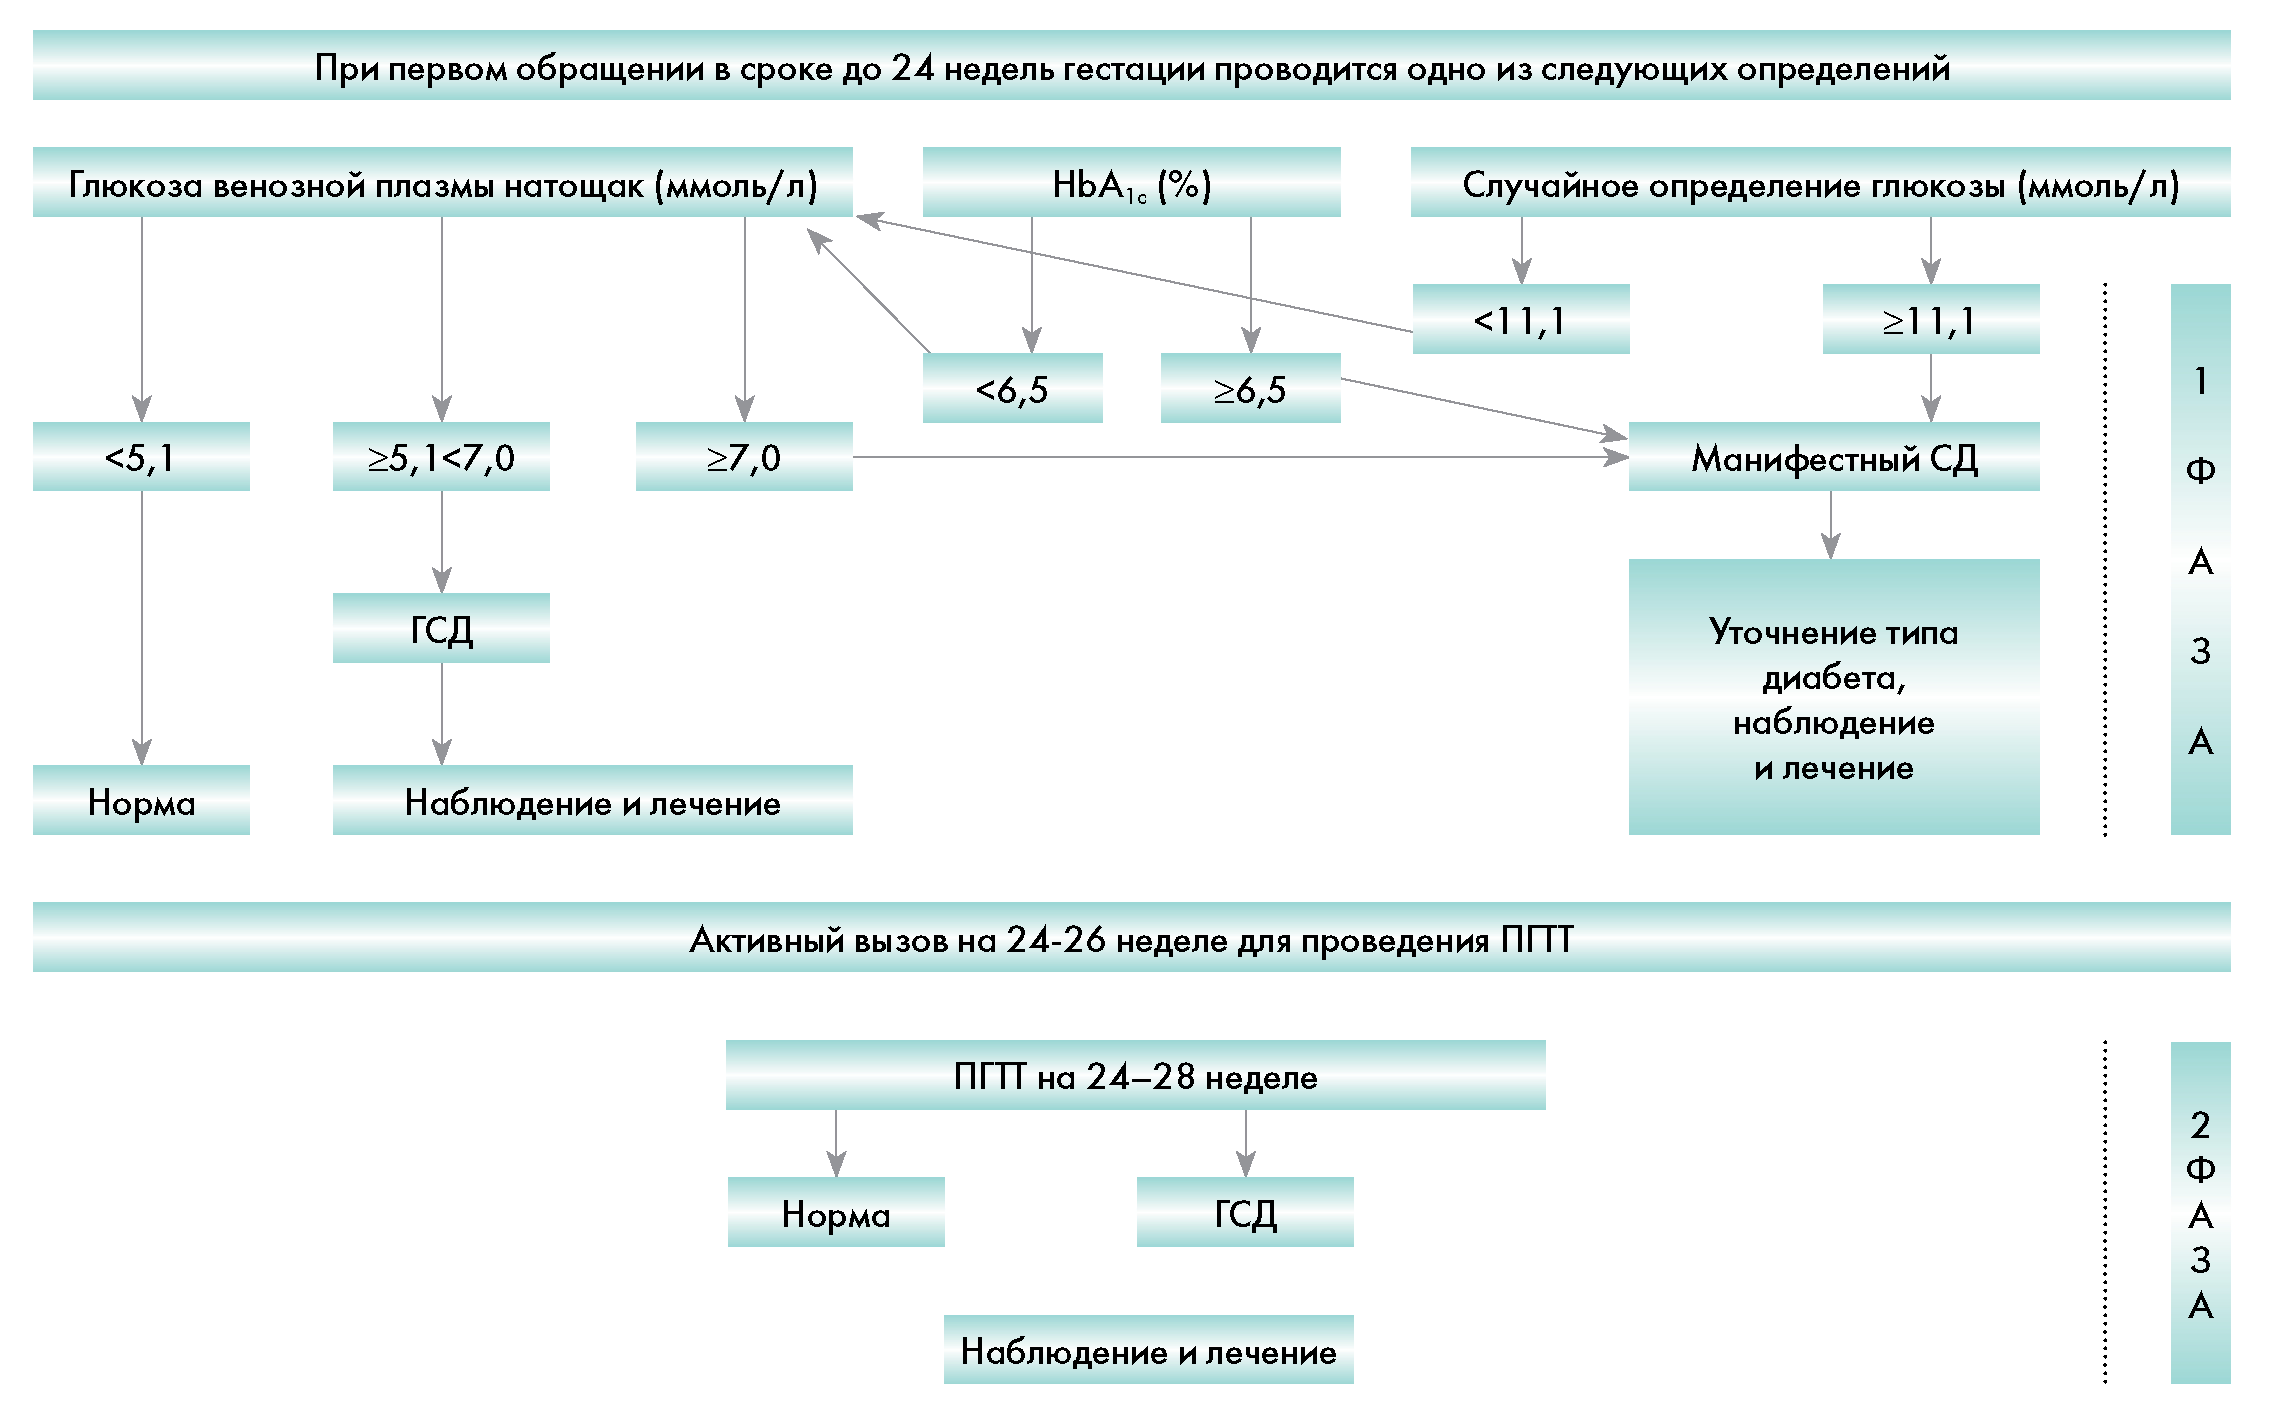 При первом обращении в сроке до 24 недель гестации проводится одно из следующих определений
Глюкоза венозной плазмы натощак (ммоль/л)
HbA1c (%)
Случайное определение глюкозы (ммоль/л)
<11,1
≥11,1
<6,5
≥6,5
<5,1
≥5,1<7,0
≥7,0
Манифестный СД
ГСД
Уточнение типа
диабета,
наблюдение
и лечение
Норма
Наблюдение и лечение
1
Ф
А
З
А
Активный вызов на 24-26 неделе для проведения ПГТТ
ПГТТ на 24–28 неделе
Норма
ГСД
Наблюдение и лечение
2
Ф
А
З
А